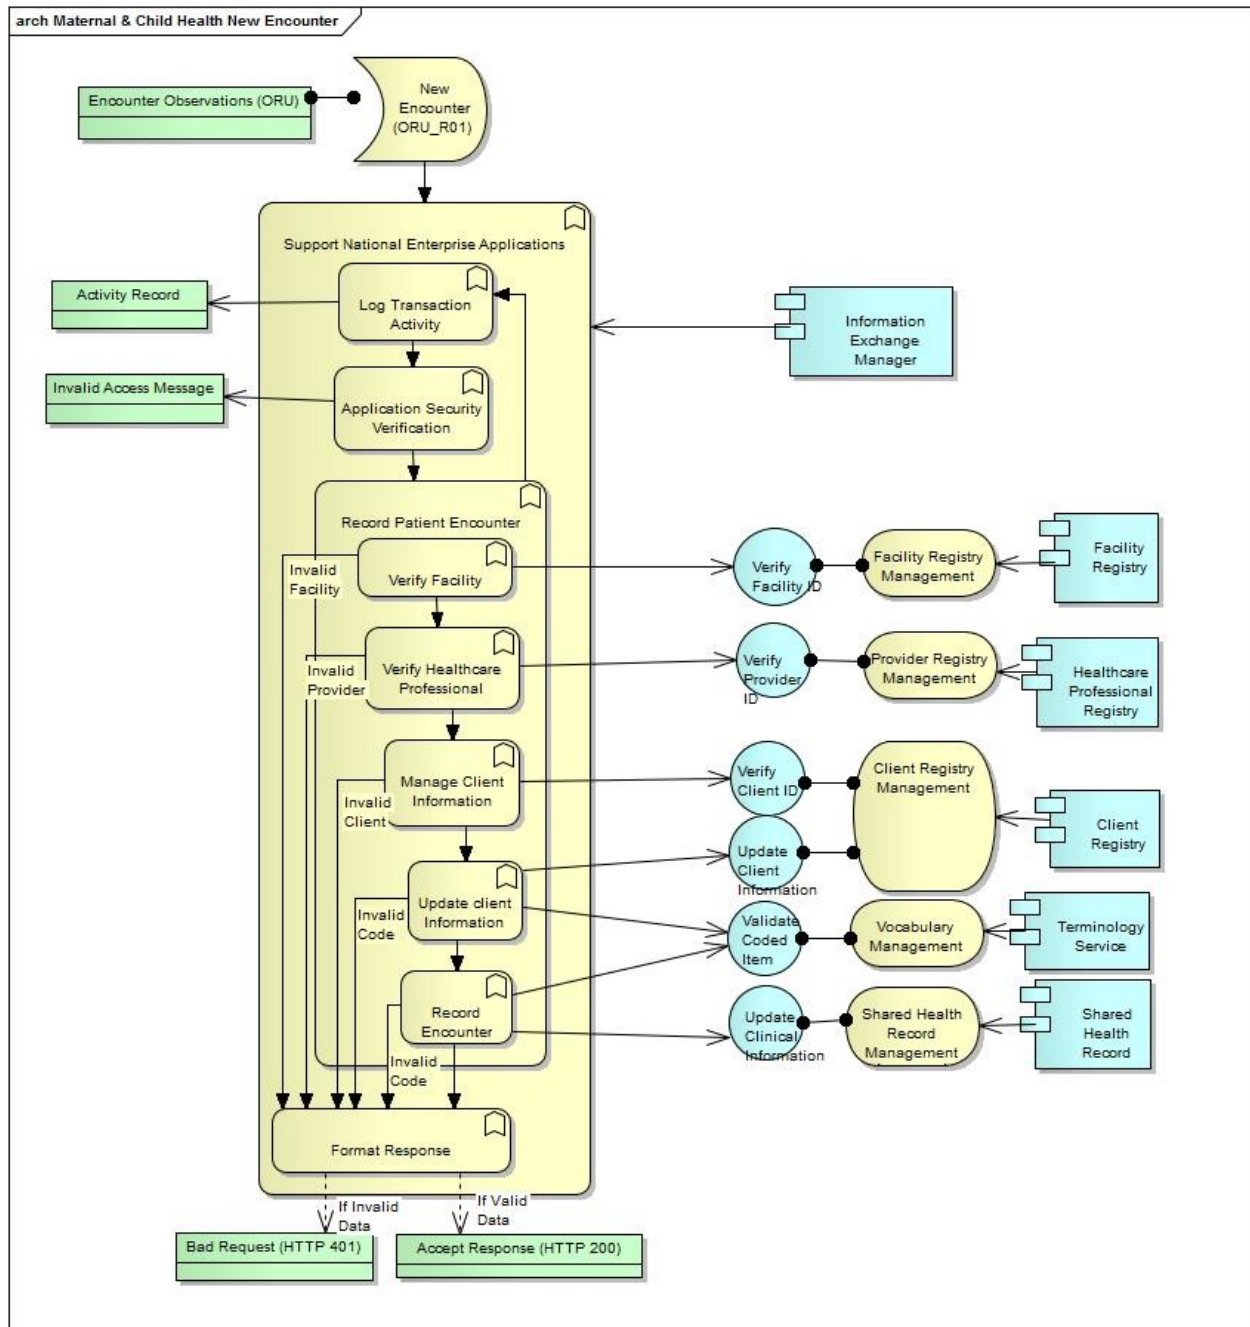 arch Maternal & Child Health New Encounter
Encounter Observations (ORU)
New
Encounter
(ORU_R01)
Support National Enterprise Applications
Activity Record
Log Transaction
Activity
Information
Exchange
Manager
Invalid Access Message
Application Security
Verification
Record Patient Encounter
Invalid
Facility
Verify Facility
Verify
Facility ID
Facility Registry
Management
Facility
Registry
Invalid
Provider
Verify Healthcare
Professional
Verify
Provider
ID
Provider Registry
Management
Healthcare
Professional
Registry
Invalid
Client
Manage Client
Information
Verify
Client ID
Client Registry
Management
Client
Registry
Invalid
Code
Update client
Information
Update
Client
Information
Validate
Coded
Item
Vocabulary
Management
Terminology
Service
Record
Encounter
Invalid
Code
Update
Clinical
Information
Shared Health
Record
Management
Shared
Health
Record
Format Response
If Invalid
Data
If Valid
Data
Bad Request (HTTP 401)
Accept Response (HTTP 200)